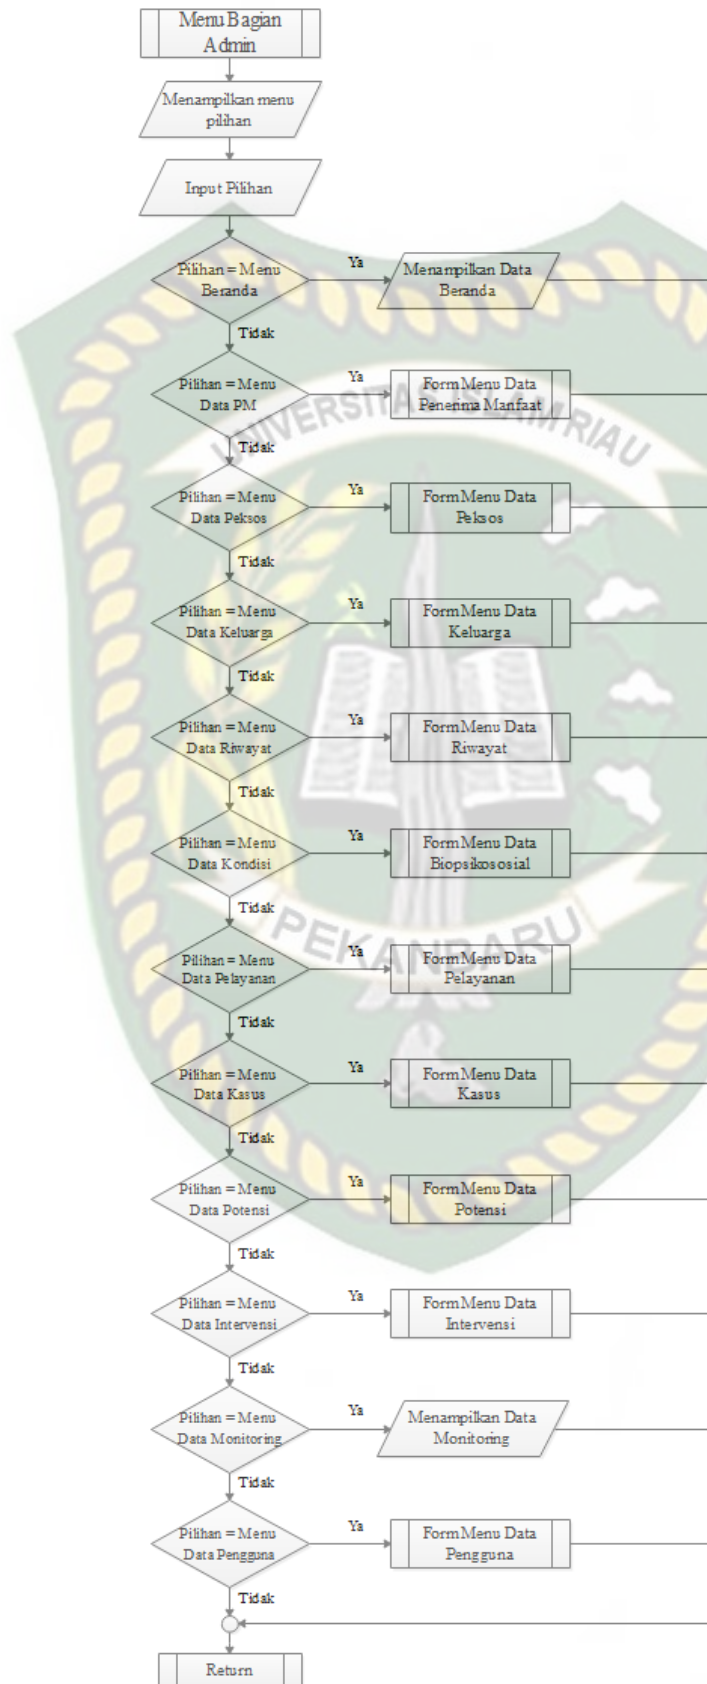 Menu Bagian
Admin
Menampilkan menu
pilihan
Input Pilihan
Pilihan = Menu
Beranda
Ya
Menampilkan Data
Beranda
Tidak
Pilihan = Menu
Data PM
Ya
Form Menu Data
Penerima Manfaat
UNIVERSITAS ISLAM RIAU
Tidak
Pilihan = Menu
Data Peksos
Ya
Form Menu Data
Peksos
Tidak
Pilihan = Menu
Data Keluarga
Ya
Form Menu Data
Keluarga
Tidak
Pilihan = Menu
Data Riwayat
Ya
Form Menu Data
Riwayat
Tidak
Pilihan = Menu
Data Kondisi
Ya
Form Menu Data
Biopsikososial
Tidak
PEKANBARU
Pilihan = Menu
Data Pelayanan
Ya
Form Menu Data
Pelayanan
Tidak
Pilihan = Menu
Data Kasus
Ya
Form Menu Data
Kasus
Tidak
Pilihan = Menu
Data Potensi
Ya
Form Menu Data
Potensi
Tidak
Pilihan = Menu
Data Intervensi
Ya
Form Menu Data
Intervensi
Tidak
Pilihan = Menu
Data Monitoring
Ya
Menampilkan Data
Monitoring
Tidak
Pilihan = Menu
Data Pengguna
Ya
Form Menu Data
Pengguna
Tidak
Return